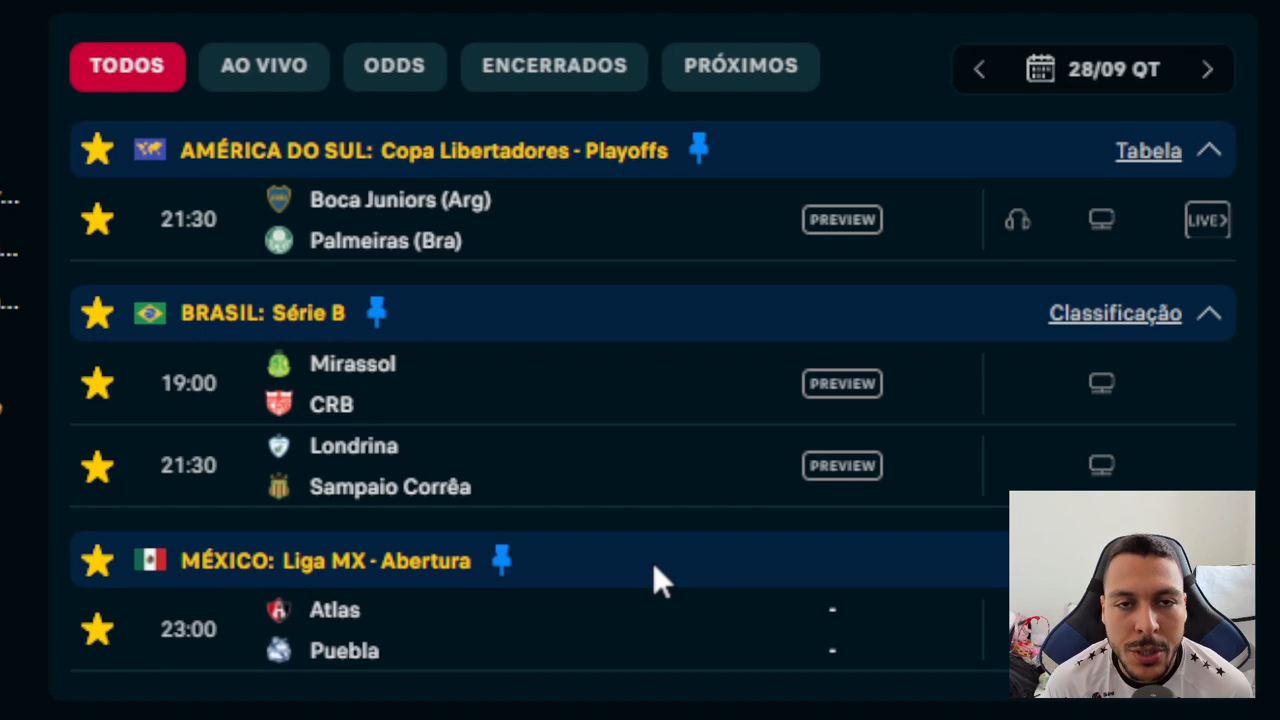 TODOS
AO VIVO
ODDS
ENCERRADOS
PRÓXIMOS
28/09 QT
AMÉRICA DO SUL: Copa Libertadores - Playoffs
Tabela
21:30
Boca Juniors (Arg)
Palmeiras (Bra)
PREVIEW
LIVE
BRASIL: Série B
Classificação
19:00
Mirassol
CRB
PREVIEW
21:30
Londrina
Sampaio Corrêa
PREVIEW
MÉXICO: Liga MX - Abertura
23:00
Atlas
-
Puebla
-